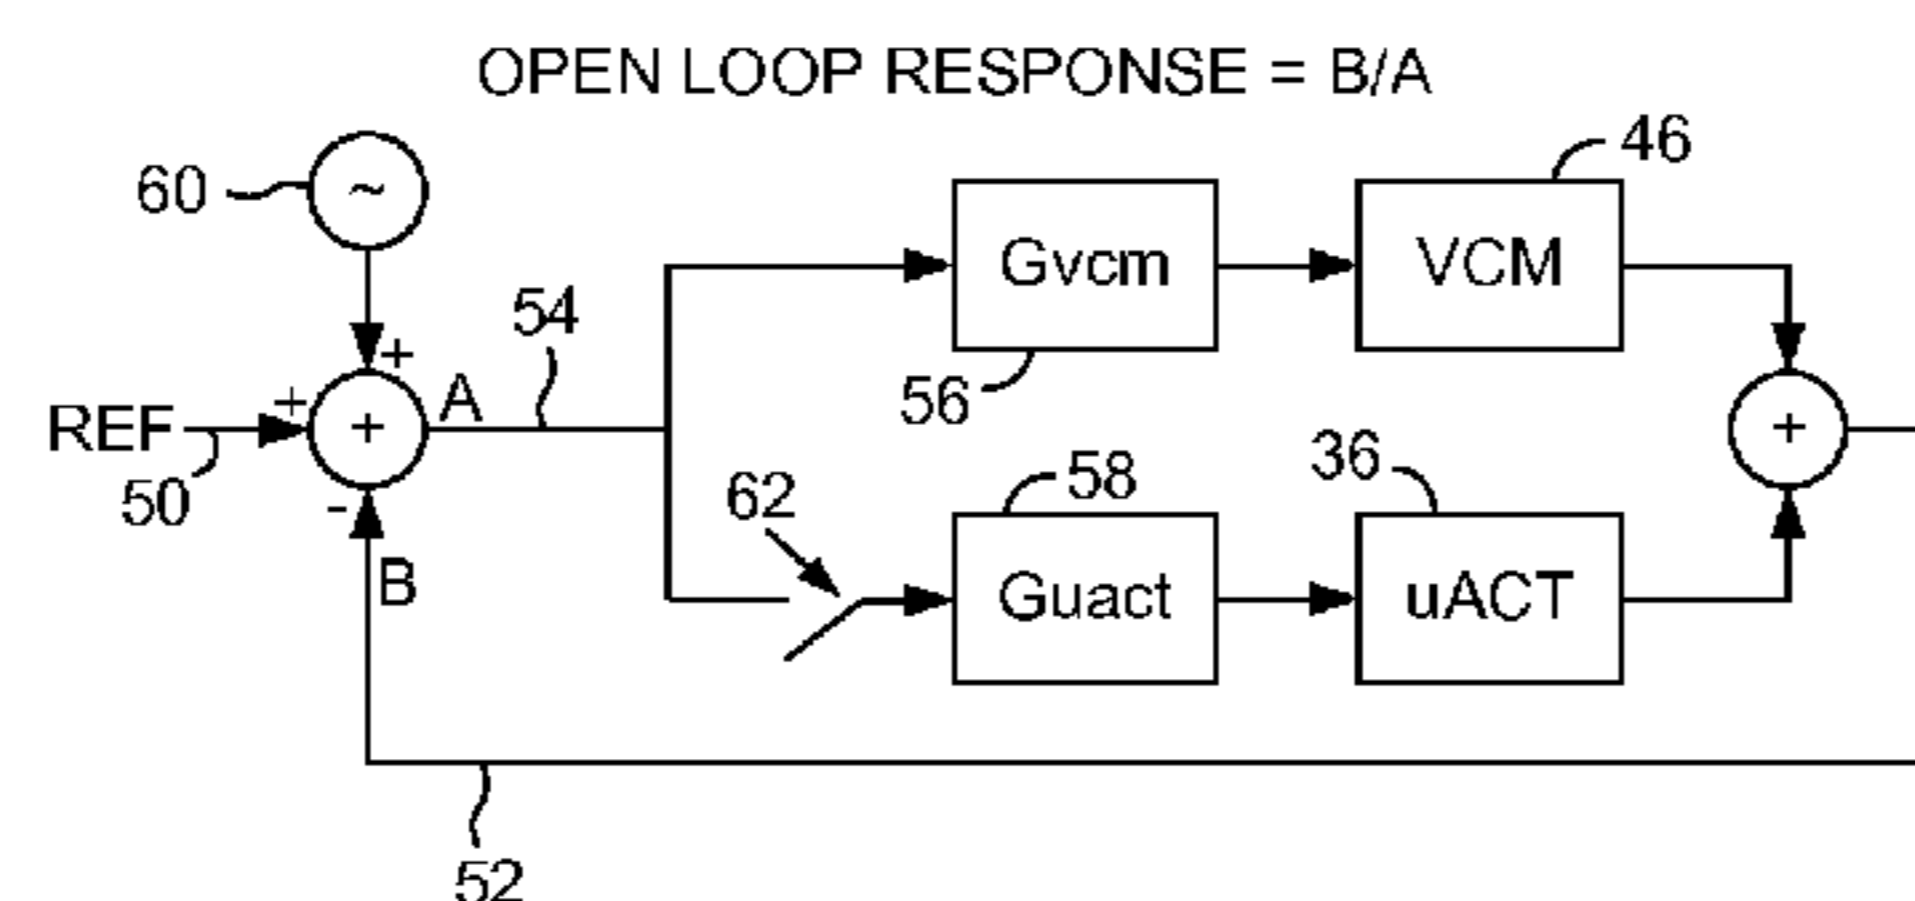 OPEN LOOP RESPONSE = B/A
46
60
~
Gvcm
VCM
54
+
56
+
A
REF
+
+
50
-
36
58
62
B
Guact
uACT
52